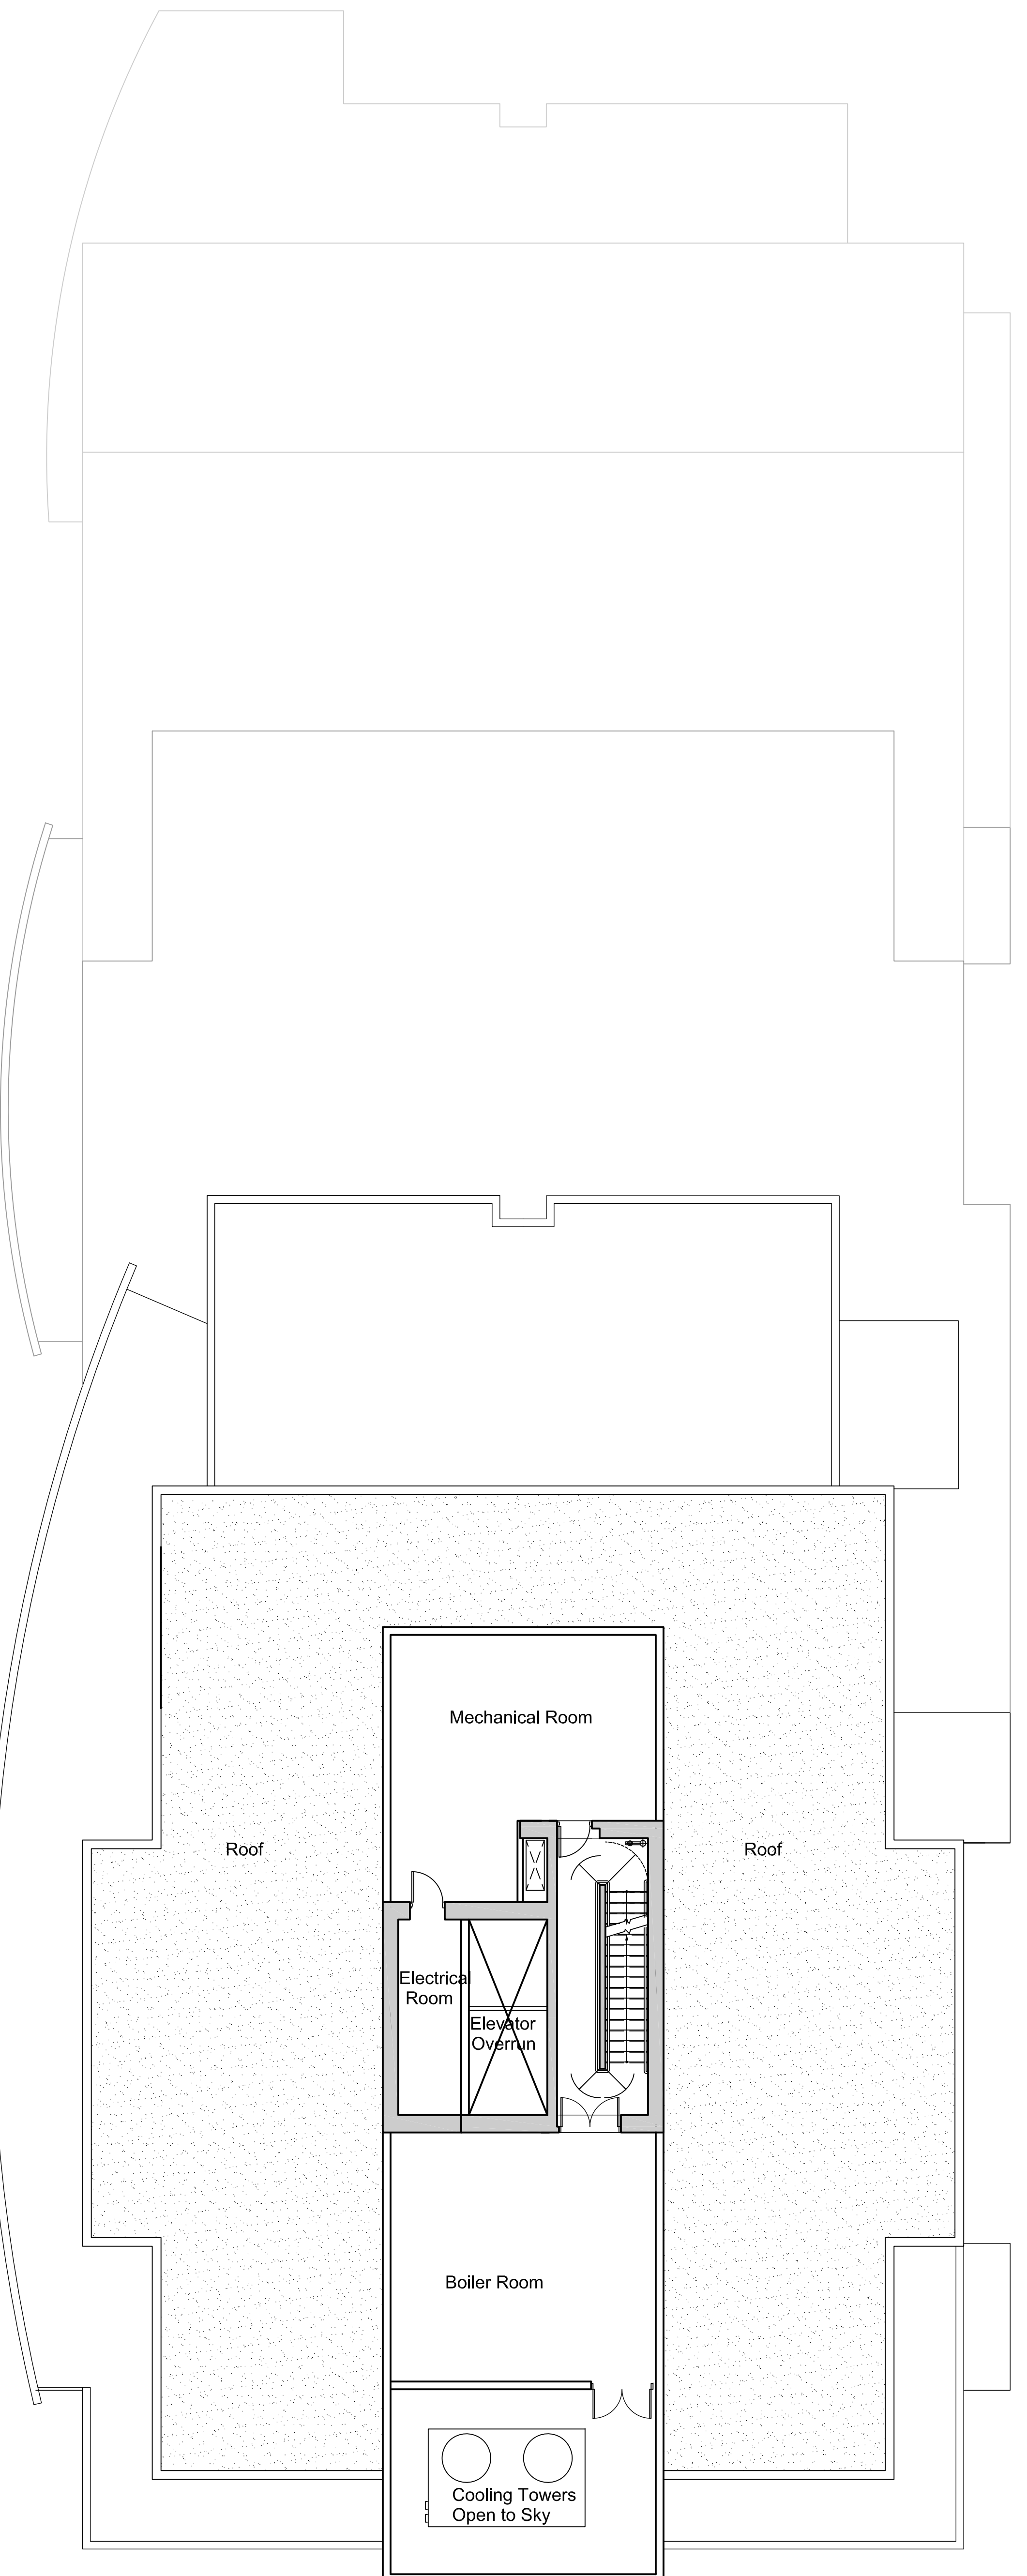 Mechanical Room
Roof
Roof
Electrical
Room
Elevator
Overrun
Boiler Room
Cooling Towers
Open to Sky